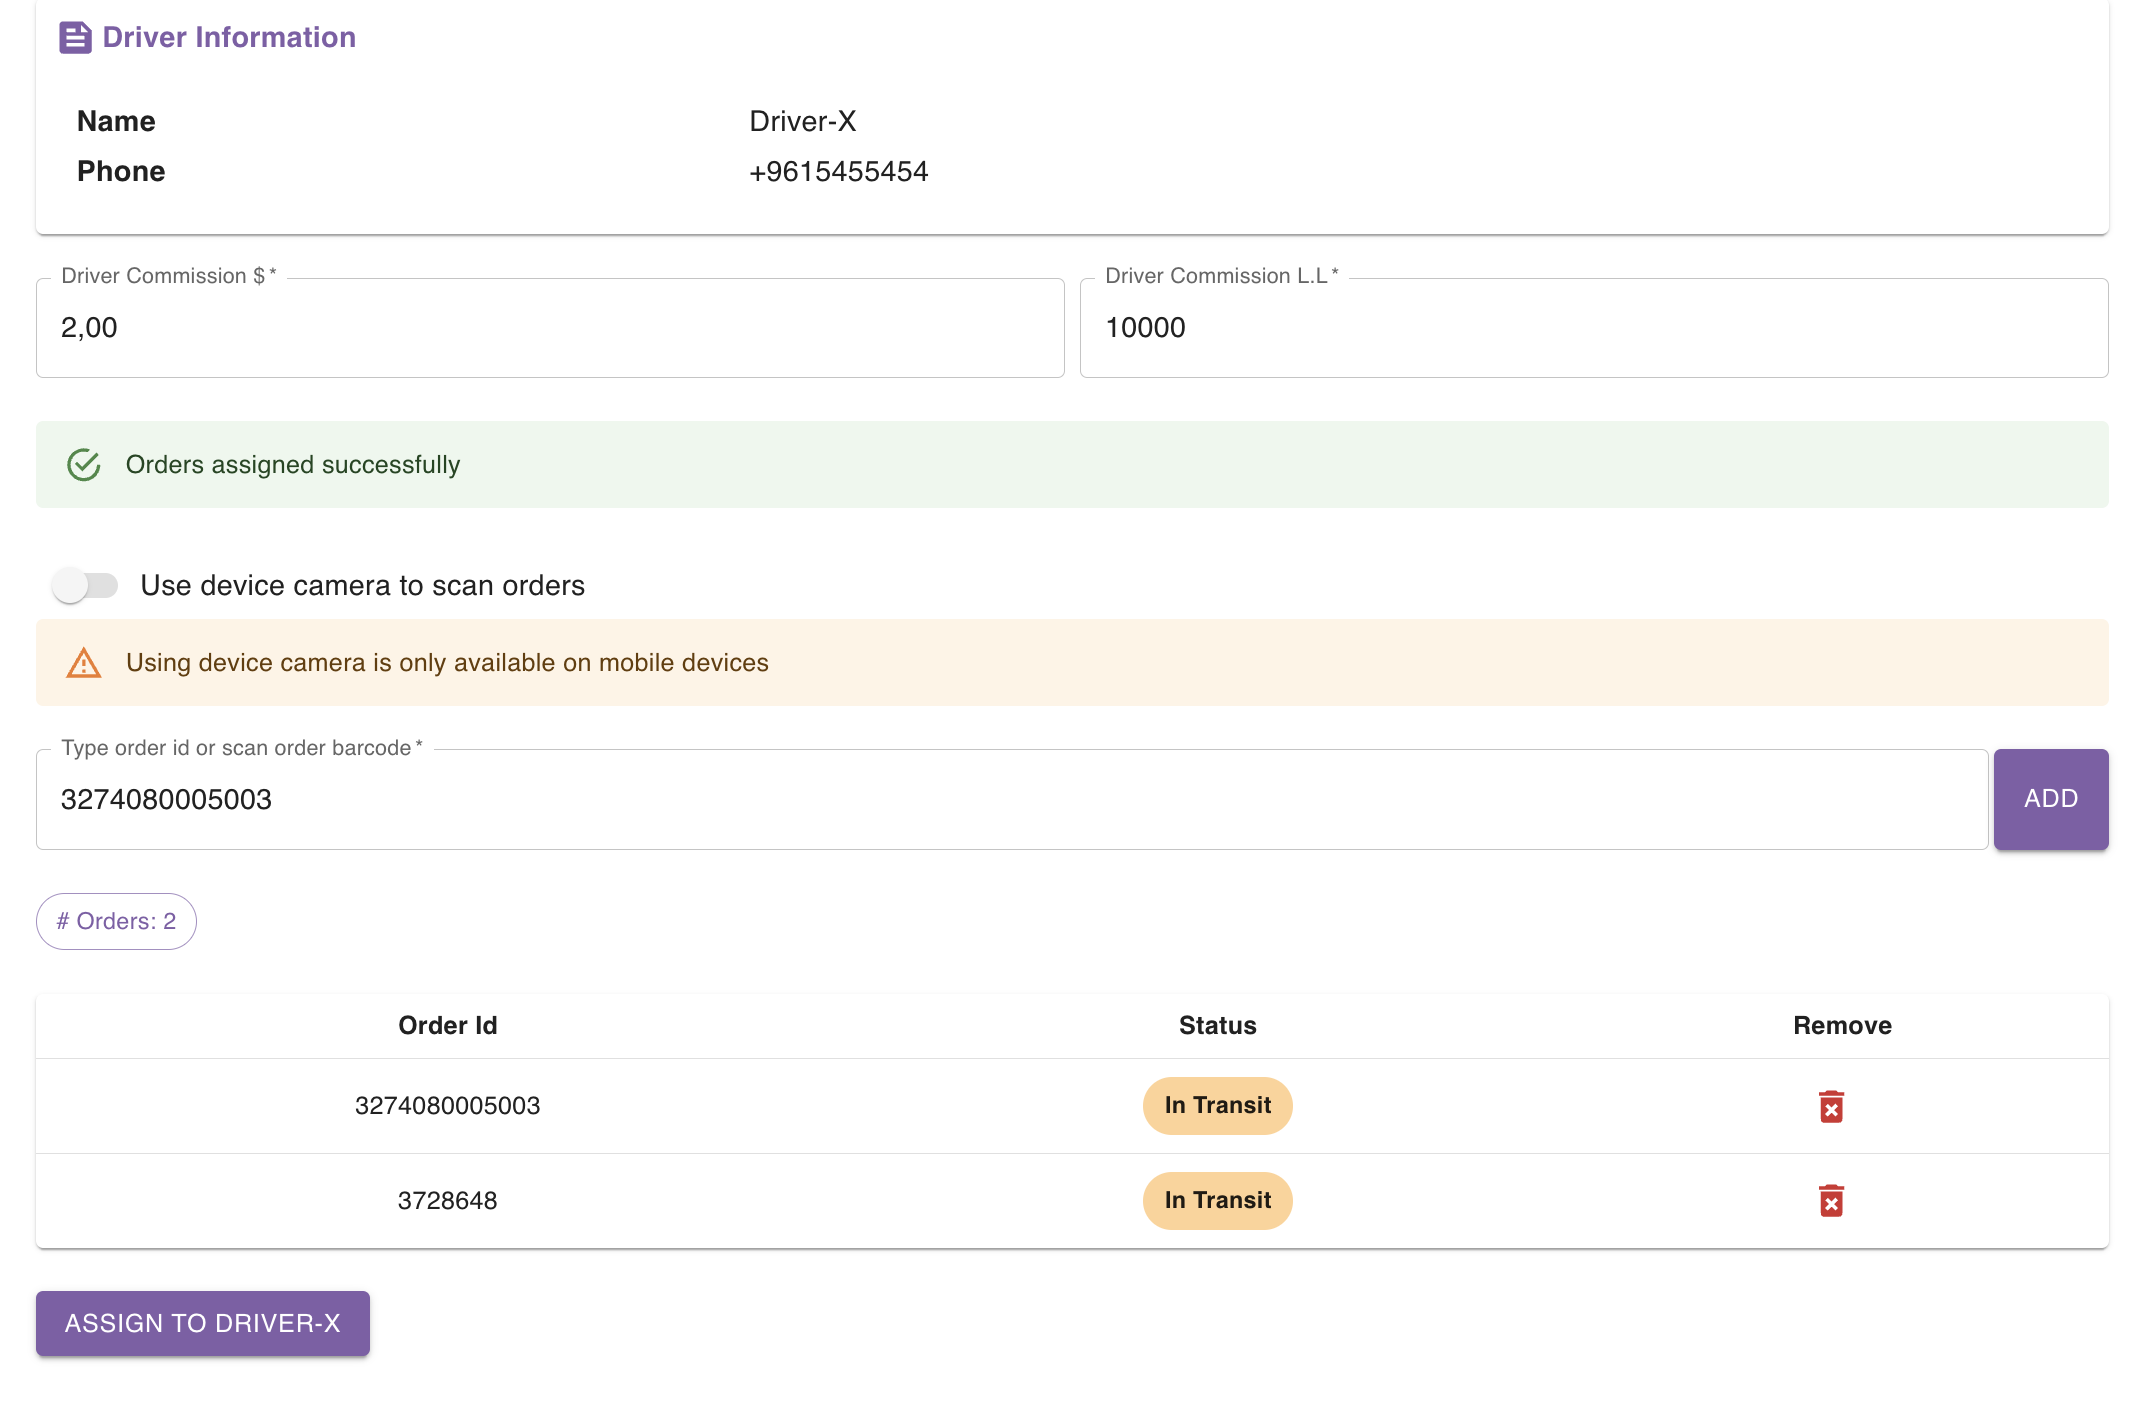 Driver Information
Name Driver-X
Phone +9615455454
Driver Commission $ * Driver Commission L.L *
2,00 10000
Orders assigned successfully
Use device camera to scan orders
Using device camera is only available on mobile devices
Type order id or scan order barcode *
3274080005003 ADD
# Orders: 2
Order Id Status Remove
3274080005003 In Transit
3728648 In Transit
ASSIGN TO DRIVER-X